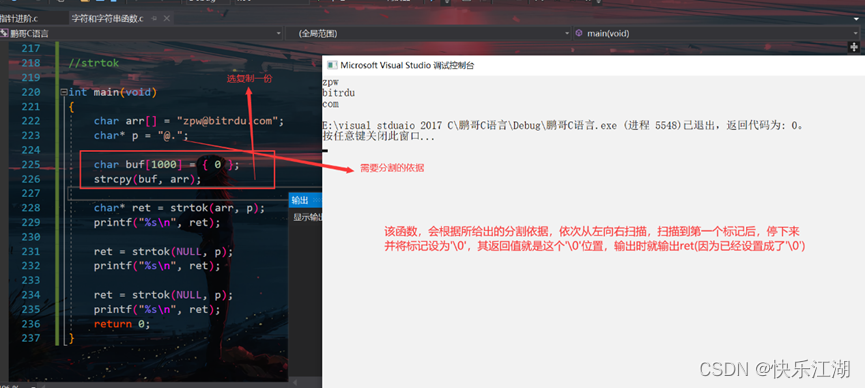 指针进阶.c
字符和字符串函数.c
鹏哥C语言
(全局范围)
main(void)
217
218 //strtok
219
220 int main(void)
221 {
222 char arr[] = "zpw@bitrdu.com";
223 char* p = "@.";
224
225 char buf[1000] = { 0 };
226 strcpy(buf, arr);
227
228 char* ret = strtok(arr, p);
229 printf("%s\n", ret);
230
231 ret = strtok(NULL, p);
232 printf("%s\n", ret);
233
234 ret = strtok(NULL, p);
235 printf("%s\n", ret);
236 return 0;
237 }
选复制一份
输出
显示输出
Microsoft Visual Studio 调试控制台
zpw
bitrdu
com
E:\visual stduaio 2017 C\鹏哥C语言\Debug\鹏哥C语言.exe (进程 5548)已退出，返回代码为: 0。
按任意键关闭此窗口...
需要分割的依据
该函数，会根据所给出的分割依据，依次从左向右扫描，扫描到第一个标记后，停下来
并将标记设为'\0'，其返回值就是这个'\0'位置，输出时就输出ret(因为已经设置成了'\0')
CSDN @快乐江湖